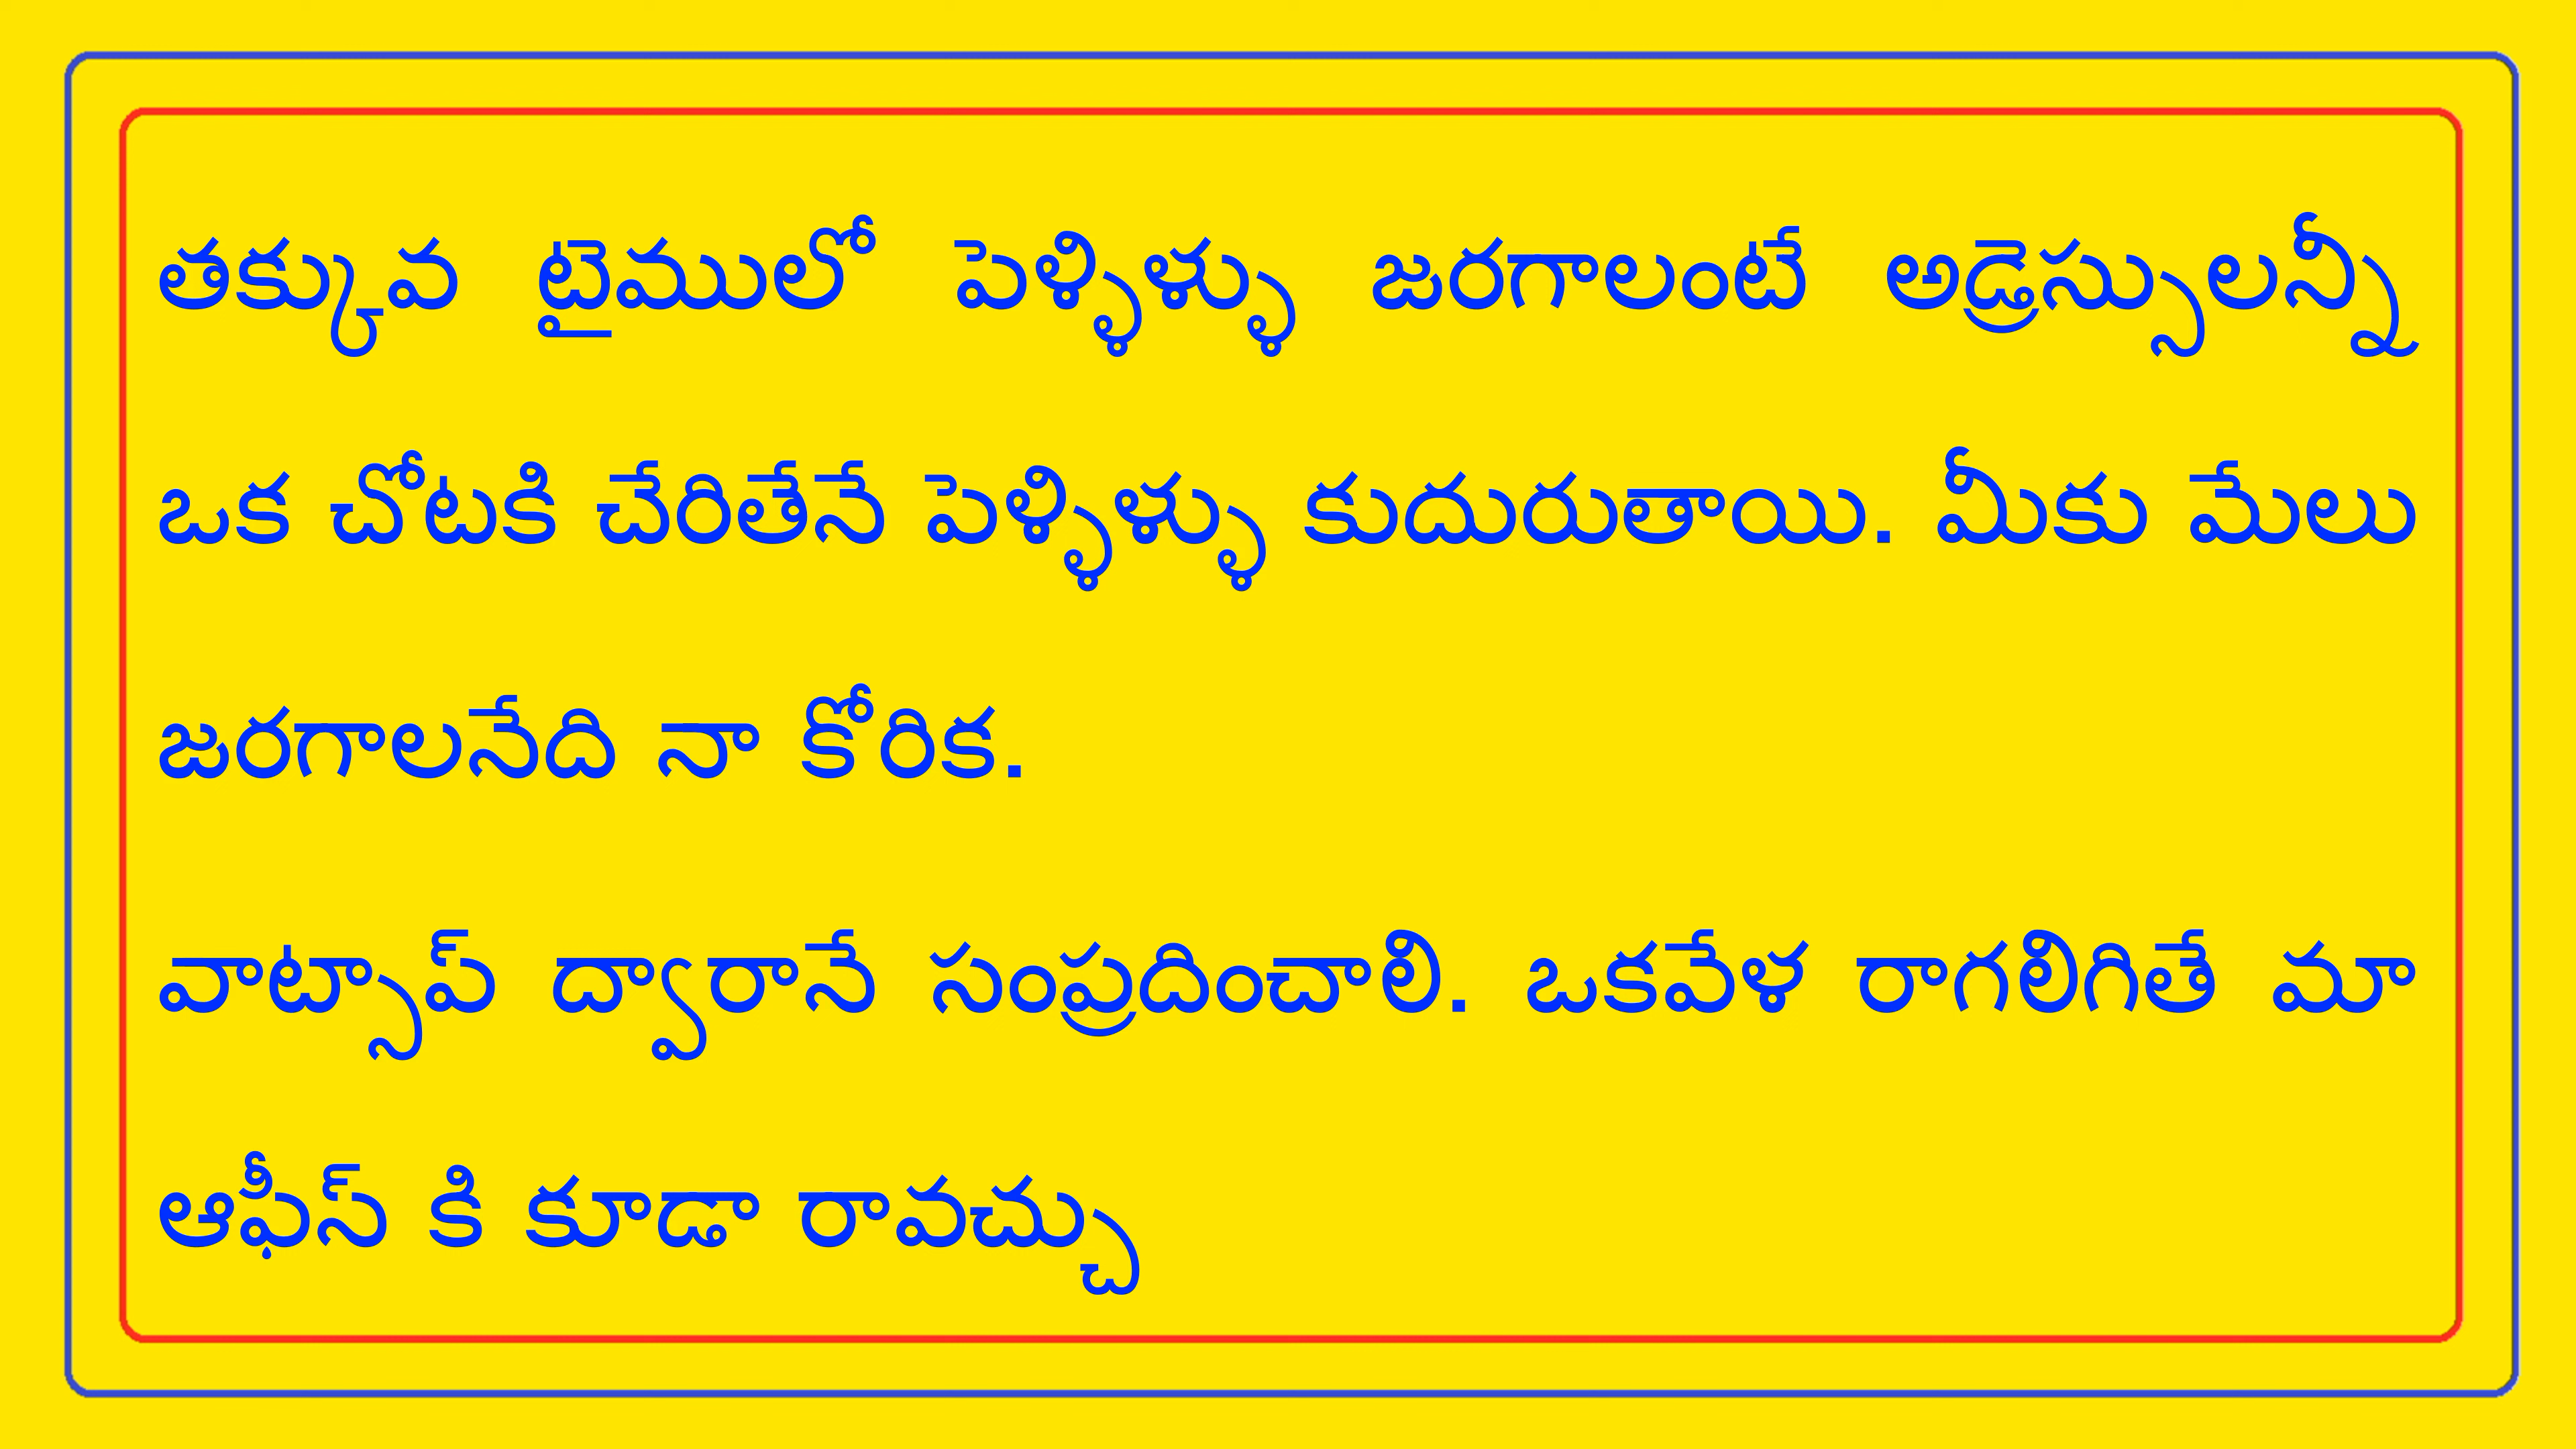 తక్కువ టైములో పెళ్ళిళ్ళు జరగాలంటే అడ్రెస్సులన్నీ
ఒక చోటకి చేరితేనే పెళ్ళిళ్ళు కుదురుతాయి. మీకు మేలు
జరగాలనేది నా కోరిక.
వాట్సాప్ ద్వారానే సంప్రదించాలి. ఒకవేళ రాగలిగితే మా
ఆఫీస్ కి కూడా రావచ్చు